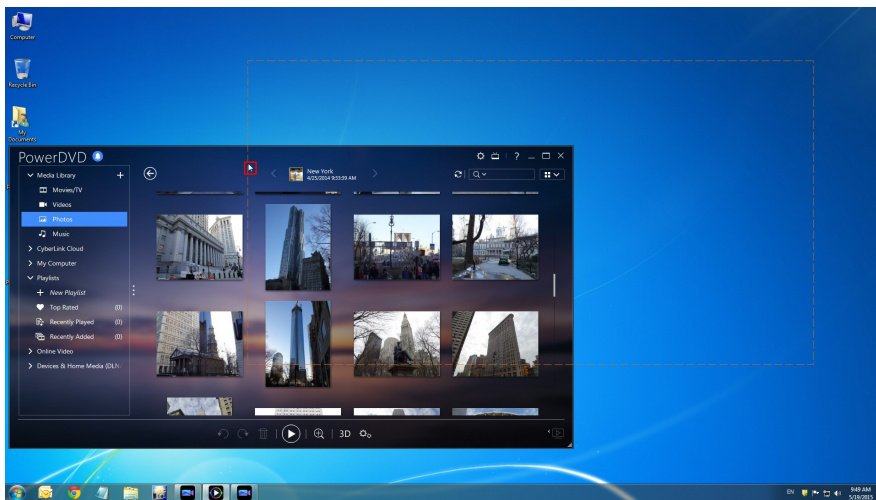 Computer
Recycle Bin
My
Documents
PowerDVD
Media Library
Movies/TV
Videos
Photos
Music
CyberLink Cloud
My Computer
Playlists
New Playlist
Top Rated (0)
Recently Played (0)
Recently Added (0)
Online Video
Devices & Home Media (DLN
New York
4/25/2014 9:53:09 AM
?
3D
EN
9:49 AM
5/19/2015